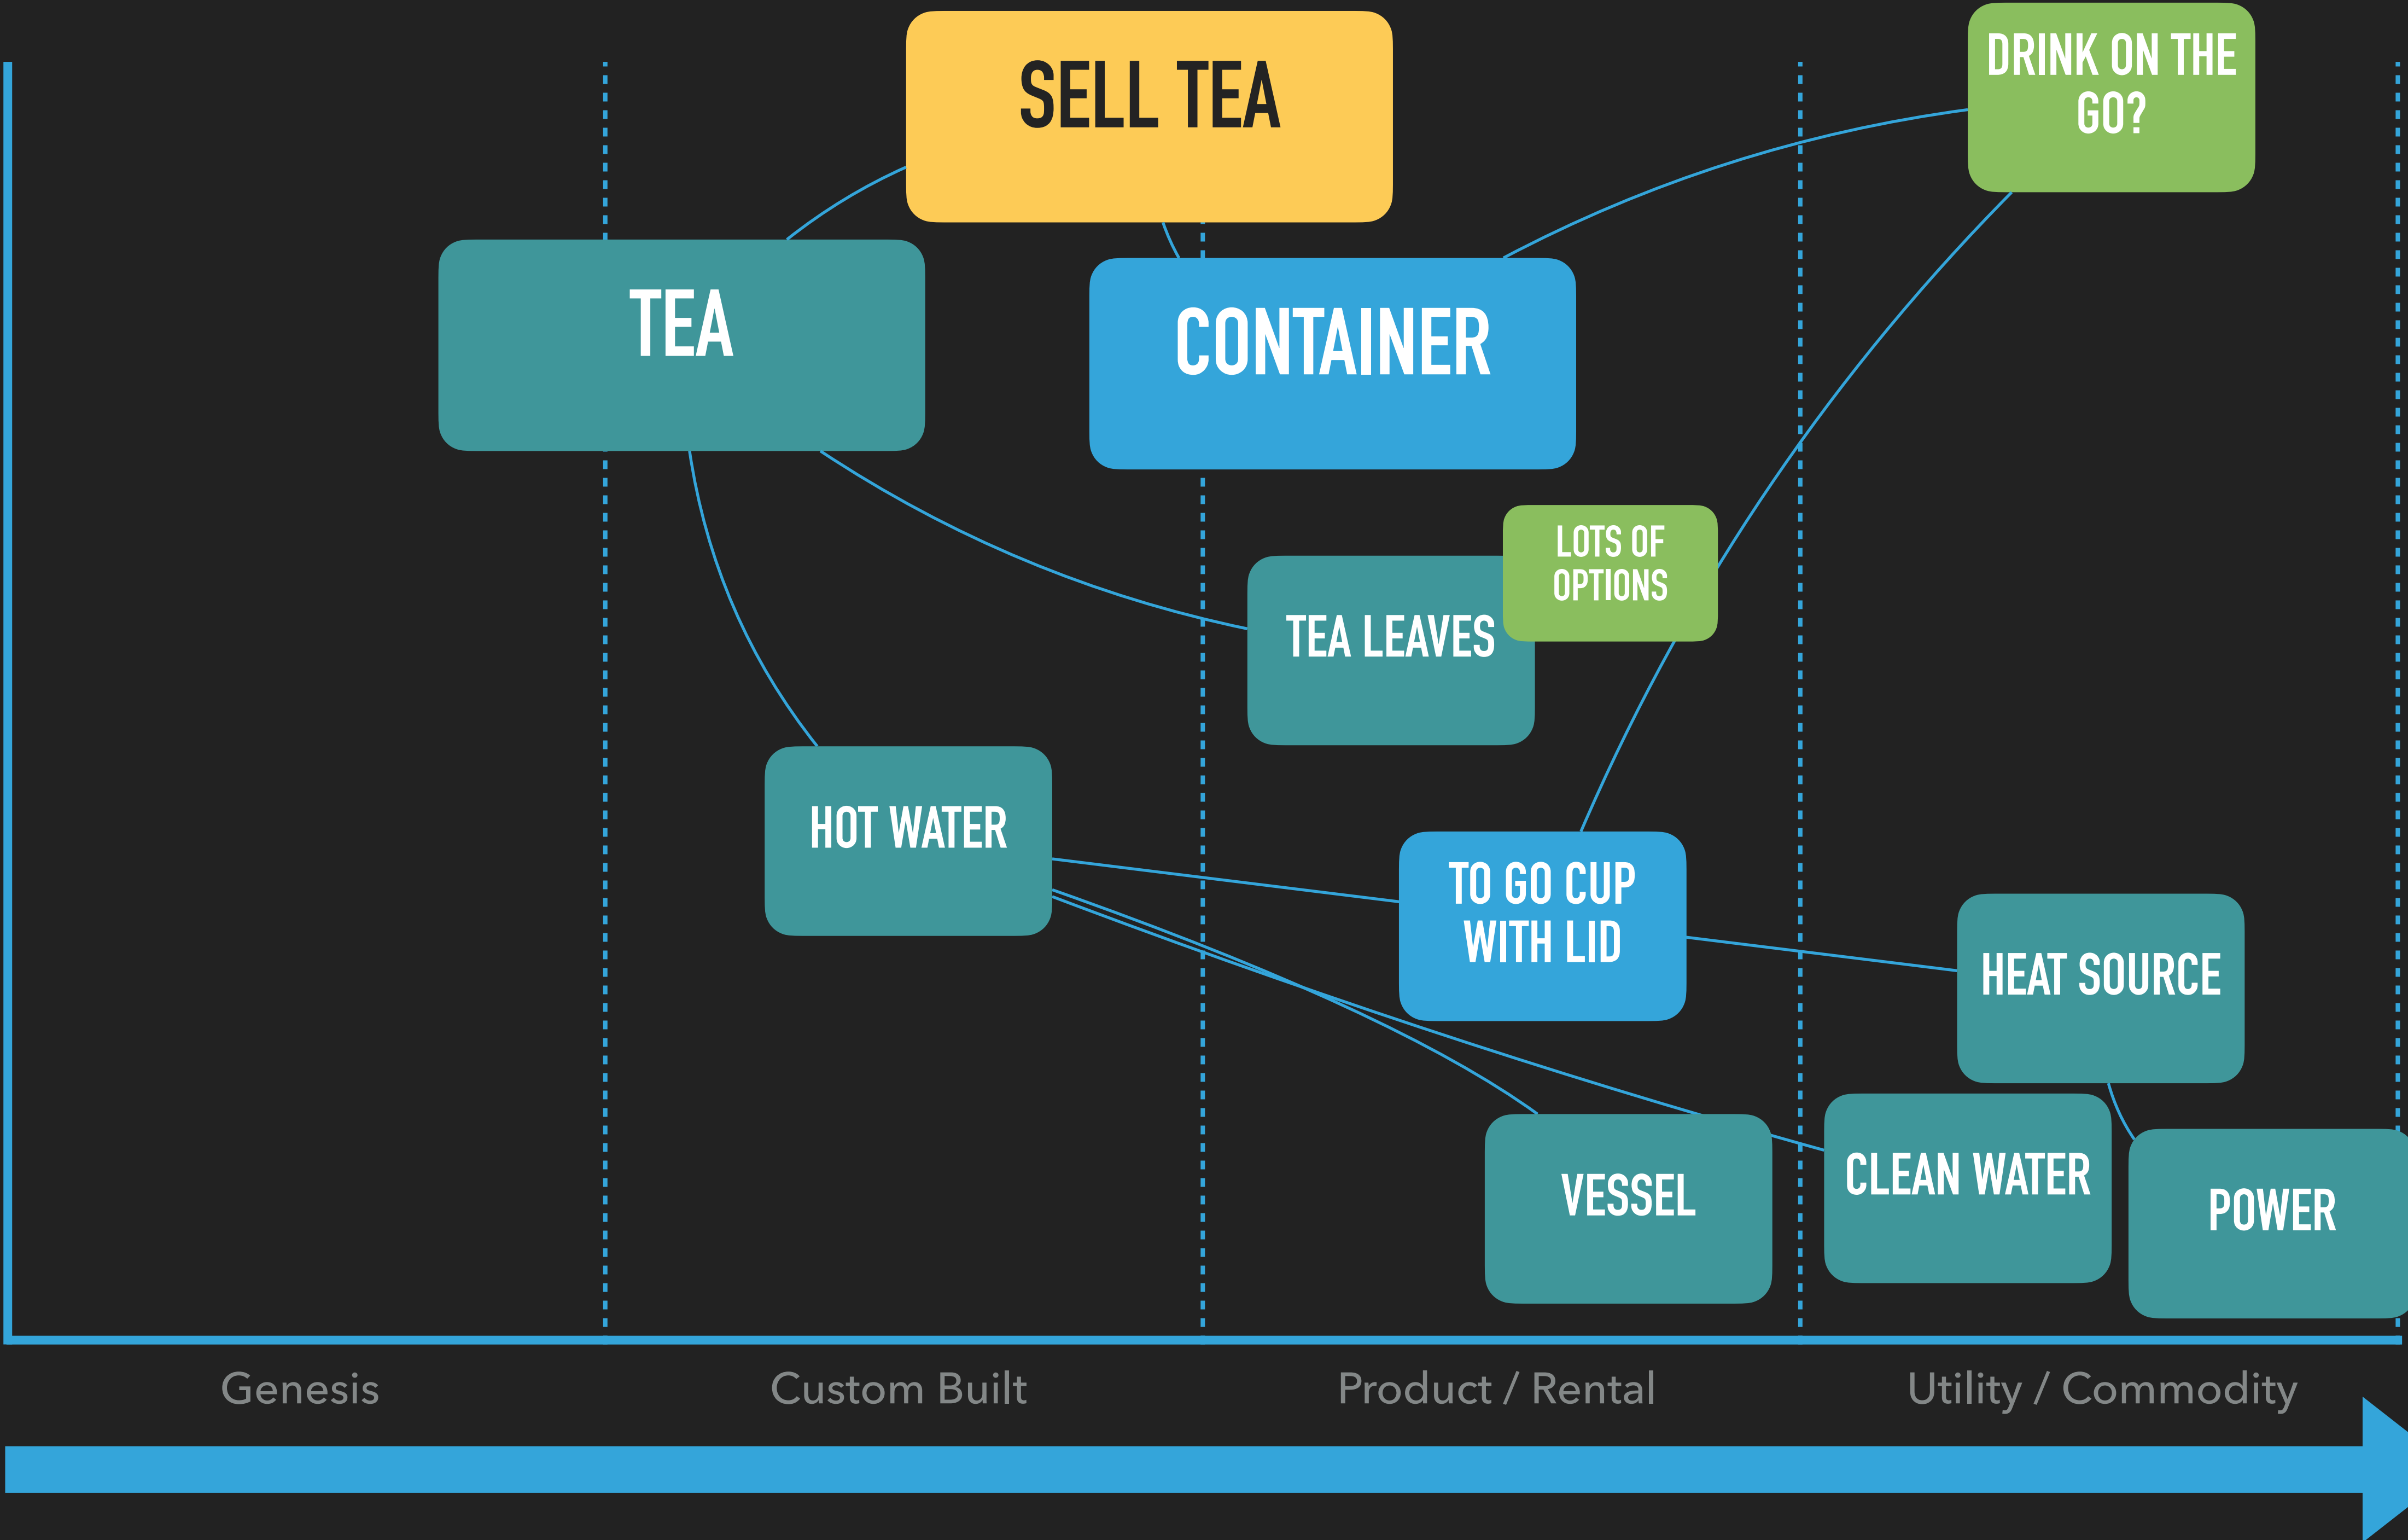 SELL TEA
DRINK ON THE
GO?
TEA
CONTAINER
LOTS OF
OPTIONS
TEA LEAVES
HOT WATER
TO GO CUP
WITH LID
HEAT SOURCE
VESSEL
CLEAN WATER
POWER
Genesis
Custom Built
Product / Rental
Utility / Commodity